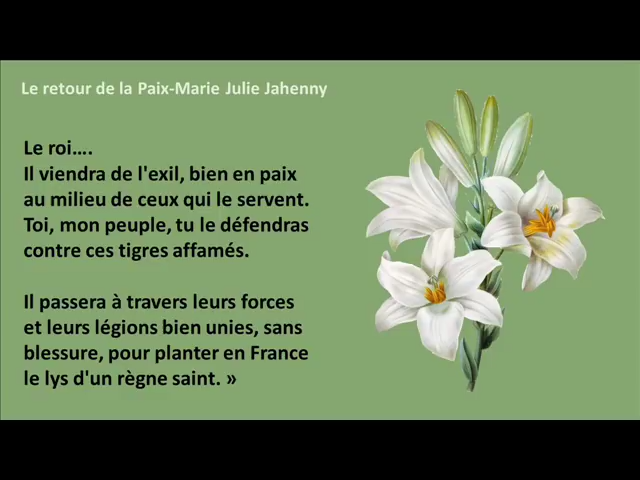 Le retour de la Paix-Marie Julie Jahenny
Le roi….
Il viendra de l'exil, bien en paix
au milieu de ceux qui le servent.
Toi, mon peuple, tu le défendras
contre ces tigres affamés.
Il passera à travers leurs forces
et leurs légions bien unies, sans
blessure, pour planter en France
le lys d'un règne saint. »